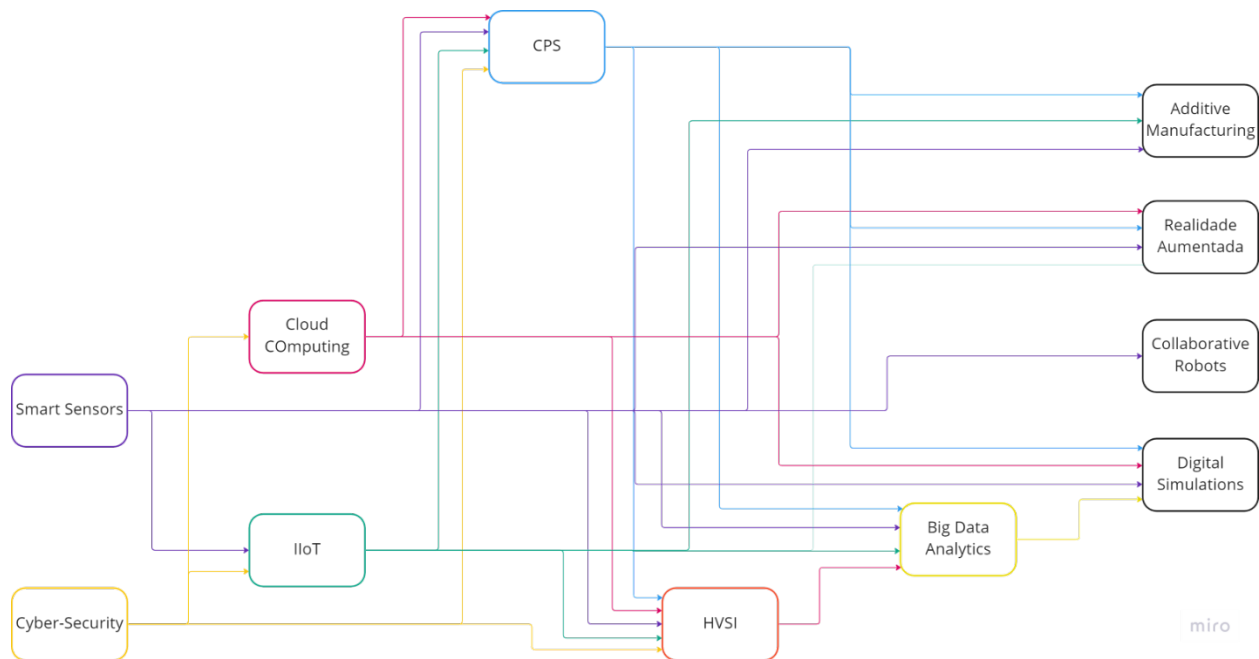 CPS
Additive
Manufacturing
Realidade
Aumentada
Cloud
COmputing
Collaborative
Robots
Smart Sensors
Digital
Simulations
IIoT
Big Data
Analytics
Cyber-Security
HVSI
miro